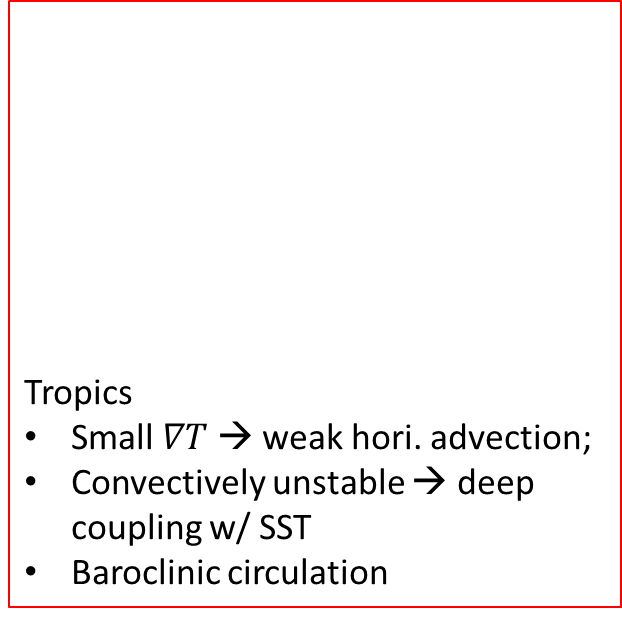 Tropics
• Small ∇T → weak hori. advection;
• Convectively unstable → deep
coupling w/ SST
• Baroclinic circulation